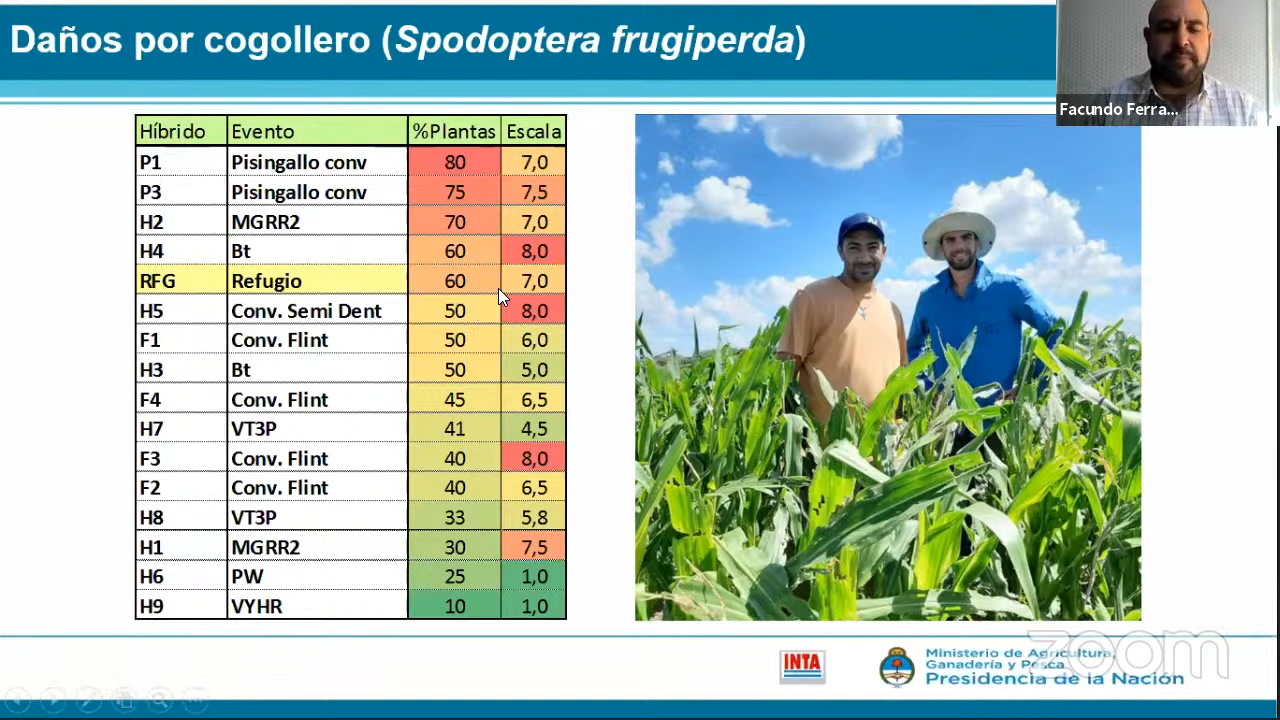 Daños por cogollero (Spodoptera frugiperda)
Facundo Ferra...
Híbrido Evento %Plantas Escala
P1 Pisingallo conv 80 7,0
P3 Pisingallo conv 75 7,5
H2 MGRR2 70 7,0
H4 Bt 60 8,0
RFG Refugio 60 7,0
H5 Conv. Semi Dent 50 8,0
F1 Conv. Flint 50 6,0
H3 Bt 50 5,0
F4 Conv. Flint 45 6,5
H7 VT3P 41 4,5
F3 Conv. Flint 40 8,0
F2 Conv. Flint 40 6,5
H8 VT3P 33 5,8
H1 MGRR2 30 7,5
H6 PW 25 1,0
H9 VYHR 10 1,0
INTA
Ministerio de Agricultura,
Ganadería y Pesca
Presidencia de la Nación
zoom